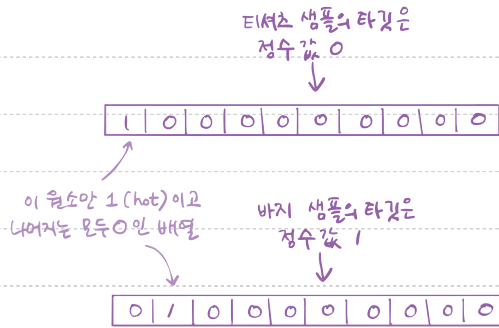 티셔츠 샘플의 타깃은
정수 값 0
1 0 0 0 0 0 0 0 0 0
이 원소만 1 (hot) 이고
나머지는 모두 0 인 배열
바지 샘플의 타깃은
정수 값 1
0 1 0 0 0 0 0 0 0 0